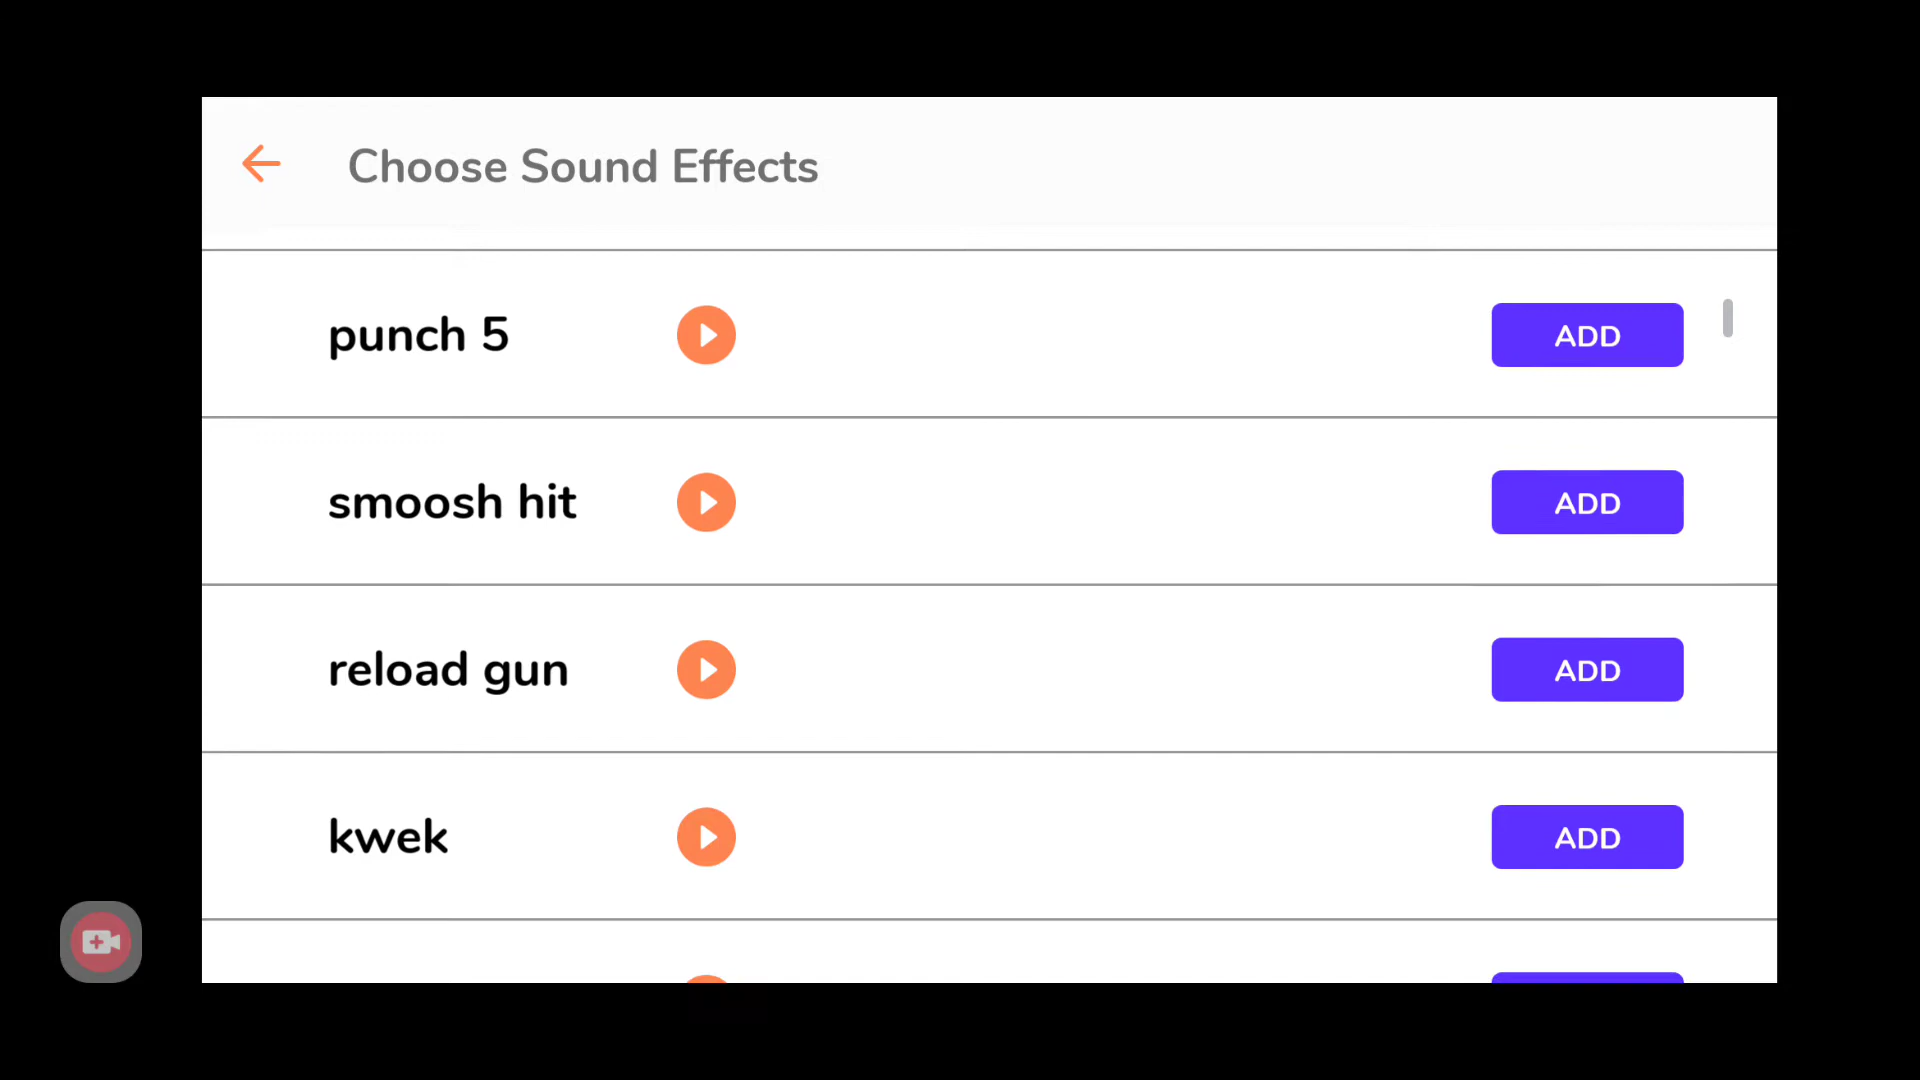 Choose Sound Effects
punch 5
ADD
smoosh hit
ADD
reload gun
ADD
kwek
ADD